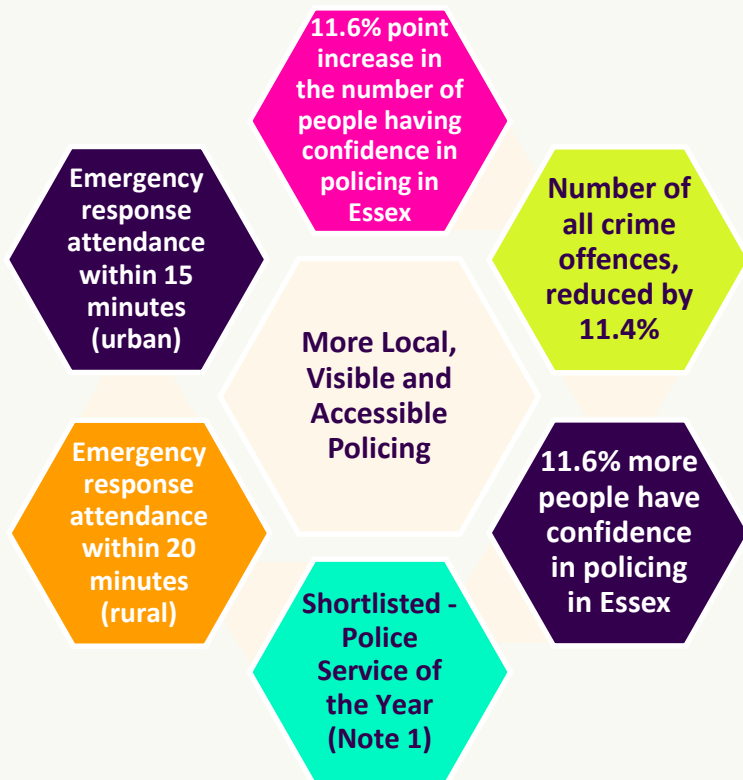 11.6% point
increase in
the number of
people having
confidence in
policing in
Essex
Number of
all crime
offences,
reduced by
11.4%
11.6% more
people have
confidence
in policing
in Essex
Shortlisted -
Police
Service of
the Year
(Note 1)
Emergency
response
attendance
within 20
minutes
(rural)
Emergency
response
attendance
within 15
minutes
(urban)
More Local,
Visible and
Accessible
Policing